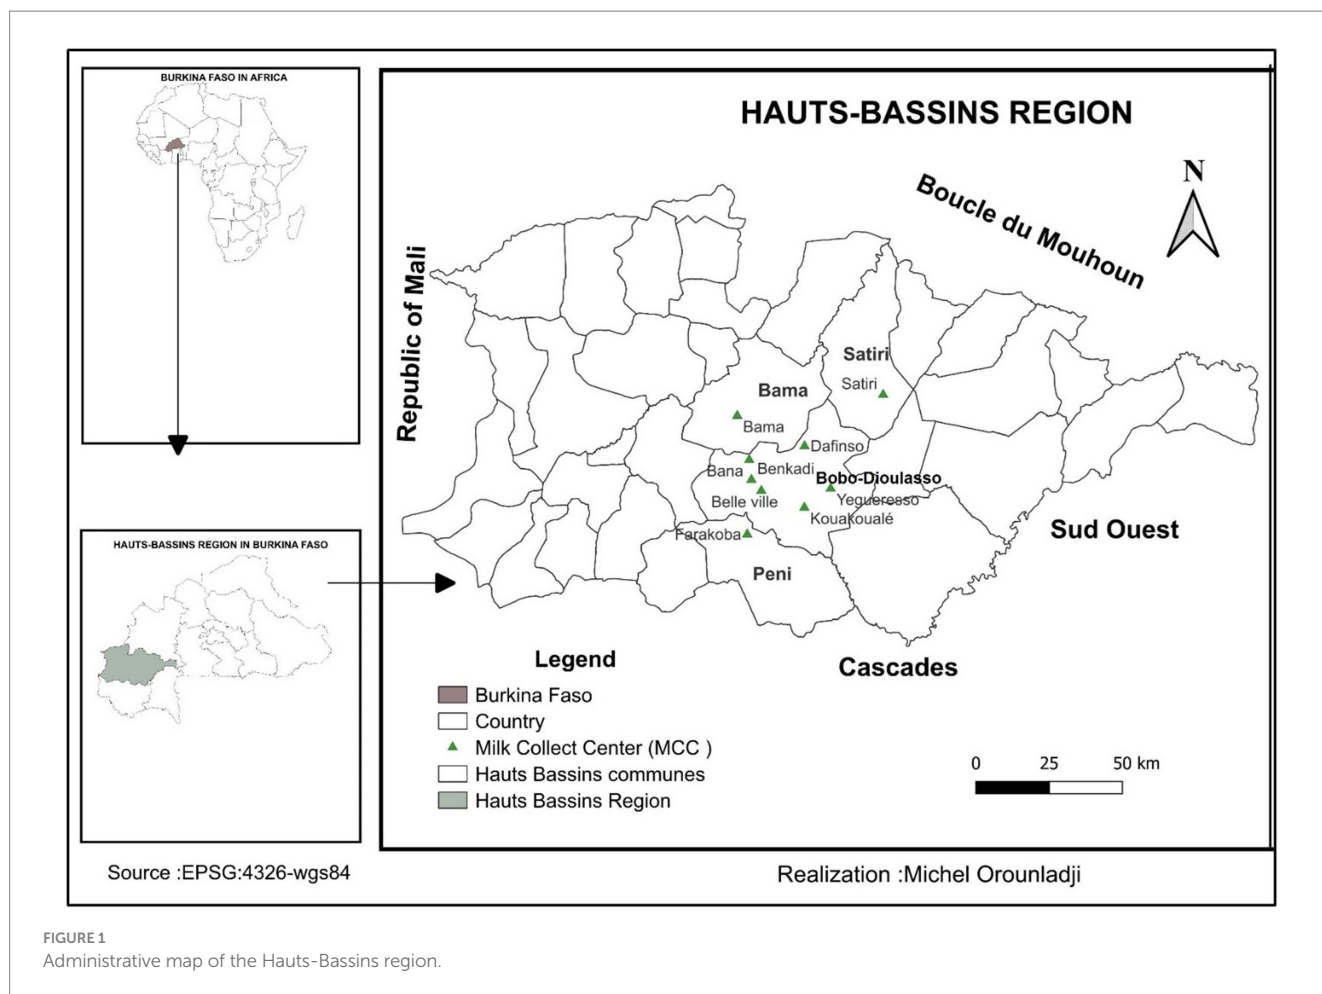 BURKINA FASO IN AFRICA
HAUTS-BASSINS REGION
N
Boucle du Mouhoun
Republic of Mali
Satiri
Satiri
Bama
Bama
Dafinso
Bana
Benkadi
Bobo-Dioulasso
Belle ville
Yegueresso
Kouakoualé
Farakoba
Sud Ouest
Peni
HAUTS-BASSINS REGION IN BURKINA FASO
Cascades
Legend
Burkina Faso
Country
Milk Collect Center (MCC )
Hauts Bassins communes
Hauts Bassins Region
0 25 50 km
Source :EPSG:4326-wgs84
Realization :Michel Orounladji
FIGURE 1
Administrative map of the Hauts-Bassins region.